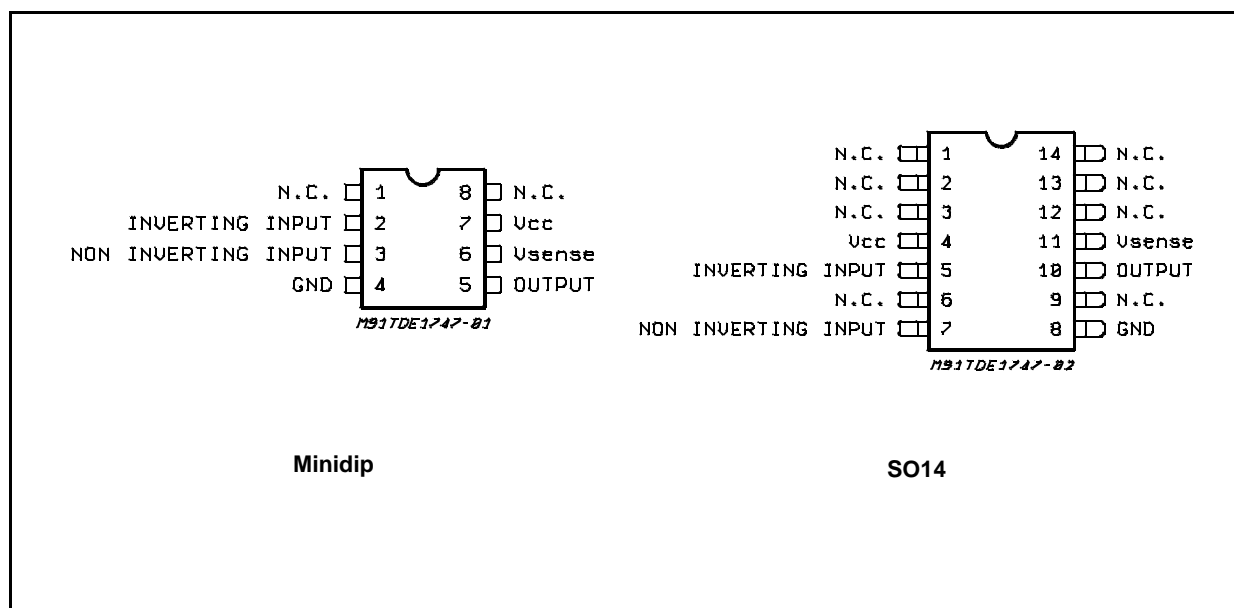 N.C. 1 8 N.C.
INVERTING INPUT 2 7 Vcc
NON INVERTING INPUT 3 6 Vsense
GND 4 5 OUTPUT
M91TDE1747-01
Minidip
N.C. 1 14 N.C.
N.C. 2 13 N.C.
N.C. 3 12 N.C.
Vcc 4 11 Vsense
INVERTING INPUT 5 10 OUTPUT
N.C. 6 9 N.C.
NON INVERTING INPUT 7 8 GND
M91TDE1747-02
SO14